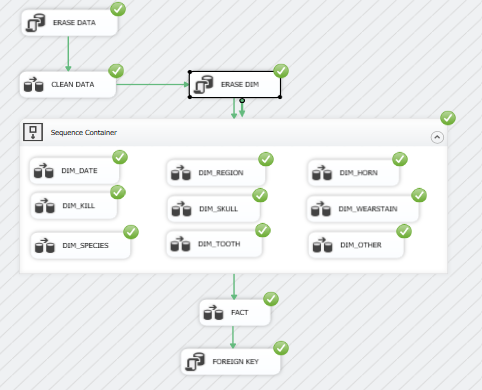 ERASE DATA
CLEAN DATA
ERASE DIM
Sequence Container
DIM_DATE
DIM_REGION
DIM_HORN
DIM_KILL
DIM_SKULL
DIM_WEARSTAIN
DIM_SPECIES
DIM_TOOTH
DIM_OTHER
FACT
FOREIGN KEY